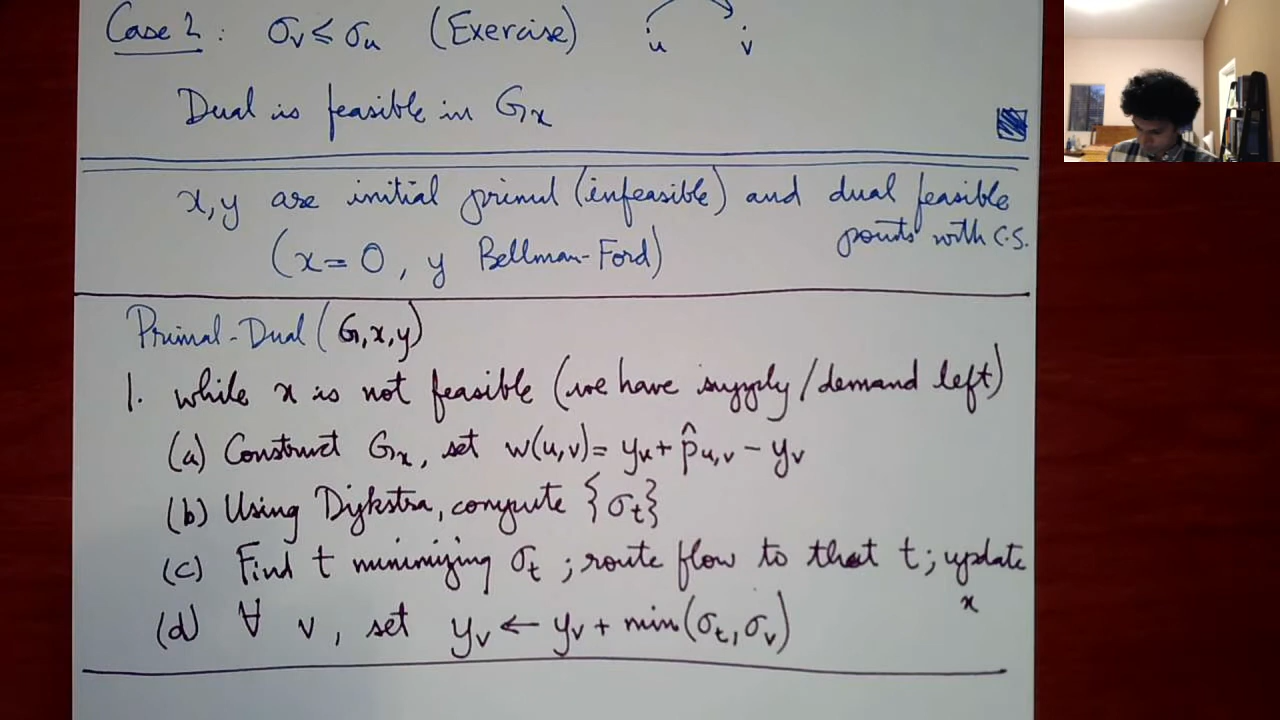 Case 2: σᵥ ≤ σᵤ (Exercise) u v
Dual is feasible in Gₓ
x, y are initial primal (infeasible) and dual feasible
points with C.S.
(x = 0, y Bellman-Ford)
Primal-Dual (G, x, y)
1. while x is not feasible (we have supply/demand left)
(a) Construct Gₓ, set w(u,v) = yᵤ + p̂ᵤ,ᵥ - yᵥ
(b) Using Dijkstra, compute {σₜ}
(c) Find t minimizing σₜ; route flow to that t; update
x
(d) ∀ v, set yᵥ ← yᵥ + min(σₜ, σᵥ)